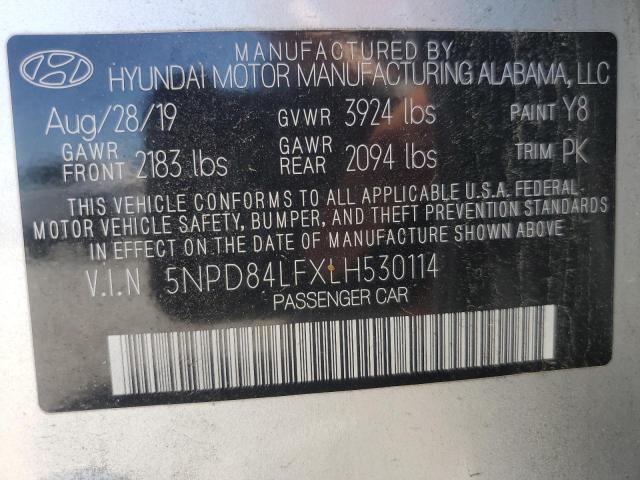 MANUFACTURED BY
HYUNDAI MOTOR MANUFACTURING ALABAMA, LLC
Aug/28/19 GVWR 3924 lbs PAINT Y8
GAWR FRONT 2183 lbs GAWR REAR 2094 lbs TRIM PK
THIS VEHICLE CONFORMS TO ALL APPLICABLE U.S.A. FEDERAL
MOTOR VEHICLE SAFETY, BUMPER, AND THEFT PREVENTION STANDARDS
IN EFFECT ON THE DATE OF MANUFACTURE SHOWN ABOVE.
V.I.N 5NPD84LFXLH530114
PASSENGER CAR